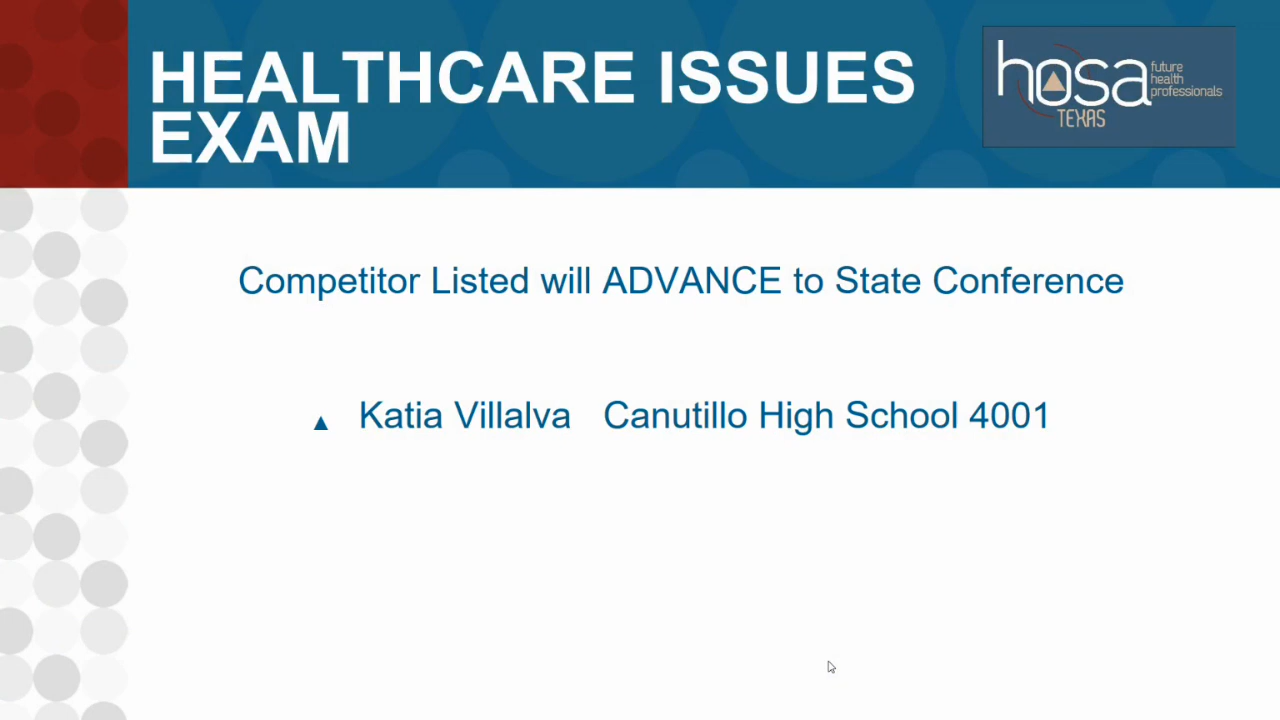 HEALTHCARE ISSUES
EXAM
hosa
future
health
professionals
TEXAS
Competitor Listed will ADVANCE to State Conference
Katia Villalva Canutillo High School 4001